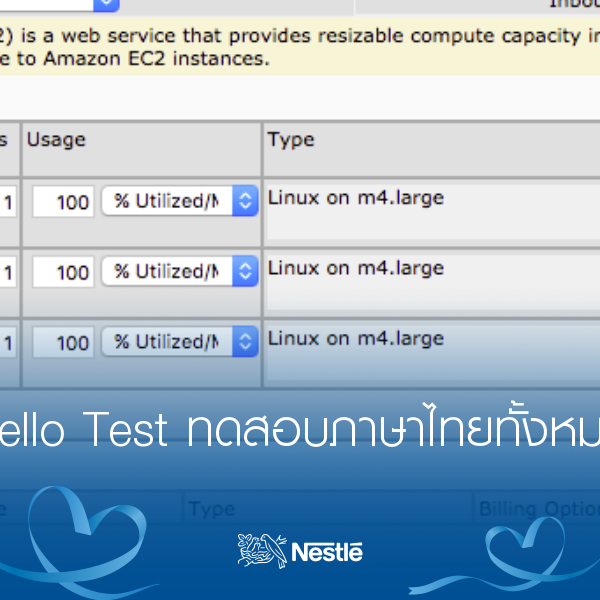 2) is a web service that provides resizable compute capacity in
e to Amazon EC2 instances.
s Usage Type
1 100 % Utilized/M Linux on m4.large
1 100 % Utilized/M Linux on m4.large
1 100 % Utilized/M Linux on m4.large
ello Test ทดสอบภาษาไทยทั้งหม
e Type Billing Option
Nestlé